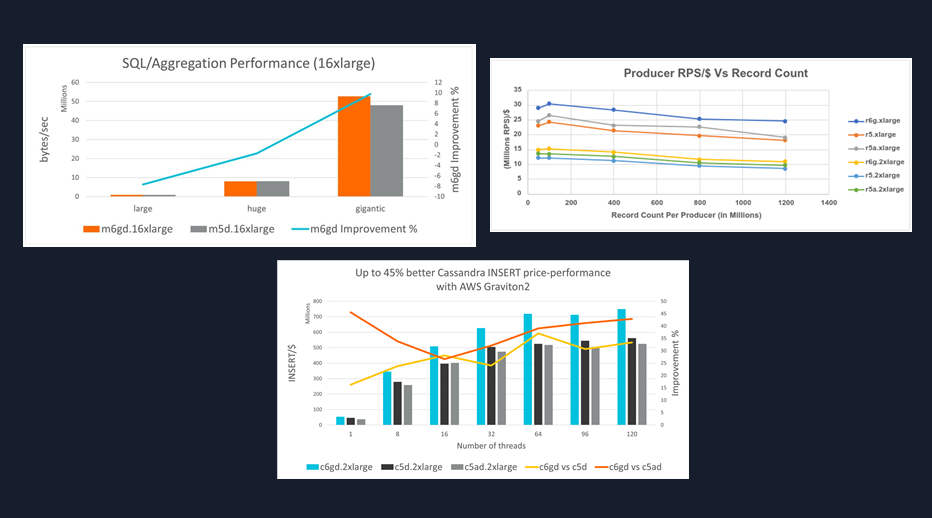 SQL/Aggregation Performance (16xlarge)
Millions
bytes/sec
60
50
40
30
20
10
0
12
10
8
6
4
2
0
-2
-4
-6
-8
-10
m6gd Improvement %
large huge gigantic
m6gd.16xlarge m5d.16xlarge m6gd Improvement %
Producer RPS/$ Vs Record Count
(Millions RPS)/$
35
30
25
20
15
10
5
0
0 200 400 600 800 1000 1200 1400
Record Count Per Producer (in Millions)
r6g.xlarge
r5.xlarge
r5a.xlarge
r6g.2xlarge
r5.2xlarge
r5a.2xlarge
Up to 45% better Cassandra INSERT price-performance
with AWS Graviton2
Millions
INSERT/$
800
700
600
500
400
300
200
100
0
50
45
40
35
30
25
20
15
10
5
0
Improvement %
1 8 16 32 64 96 120
Number of threads
c6gd.2xlarge c5d.2xlarge c5ad.2xlarge c6gd vs c5d c6gd vs c5ad